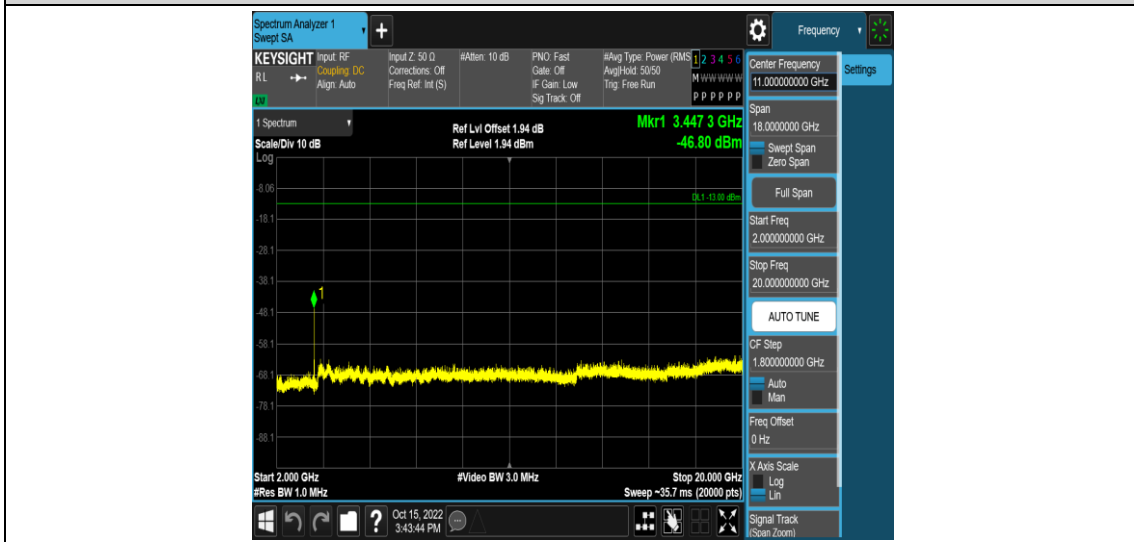 Spectrum Analyzer 1
Swept SA
+
Frequency
KEYSIGHT
RL
LXI
Input: RF
Coupling: DC
Align: Auto
Input Z: 50 Ω
Corrections: Off
Freq Ref: Int (S)
#Atten: 10 dB
PNO: Fast
Gate: Off
IF Gain: Low
Sig Track: Off
#Avg Type: Power (RMS
Avg|Hold: 50/50
Trig: Free Run
1 2 3 4 5 6
M W W W W W
P P P P P P
1 Spectrum
Scale/Div 10 dB
Log
Ref Lvl Offset 1.94 dB
Ref Level 1.94 dBm
Mkr1 3.447 3 GHz
-46.80 dBm
-8.06
DL1 -13.00 dBm
-18.1
-28.1
-38.1
1
-48.1
-58.1
-68.1
-78.1
-88.1
Start 2.000 GHz
#Res BW 1.0 MHz
#Video BW 3.0 MHz
Stop 20.000 GHz
Sweep ~35.7 ms (20000 pts)
?
Oct 15, 2022
3:43:44 PM
Center Frequency
11.000000000 GHz
Settings
Span
18.0000000 GHz
Swept Span
Zero Span
Full Span
Start Freq
2.000000000 GHz
Stop Freq
20.000000000 GHz
AUTO TUNE
CF Step
1.800000000 GHz
Auto
Man
Freq Offset
0 Hz
X Axis Scale
Log
Lin
Signal Track
(Span Zoom)